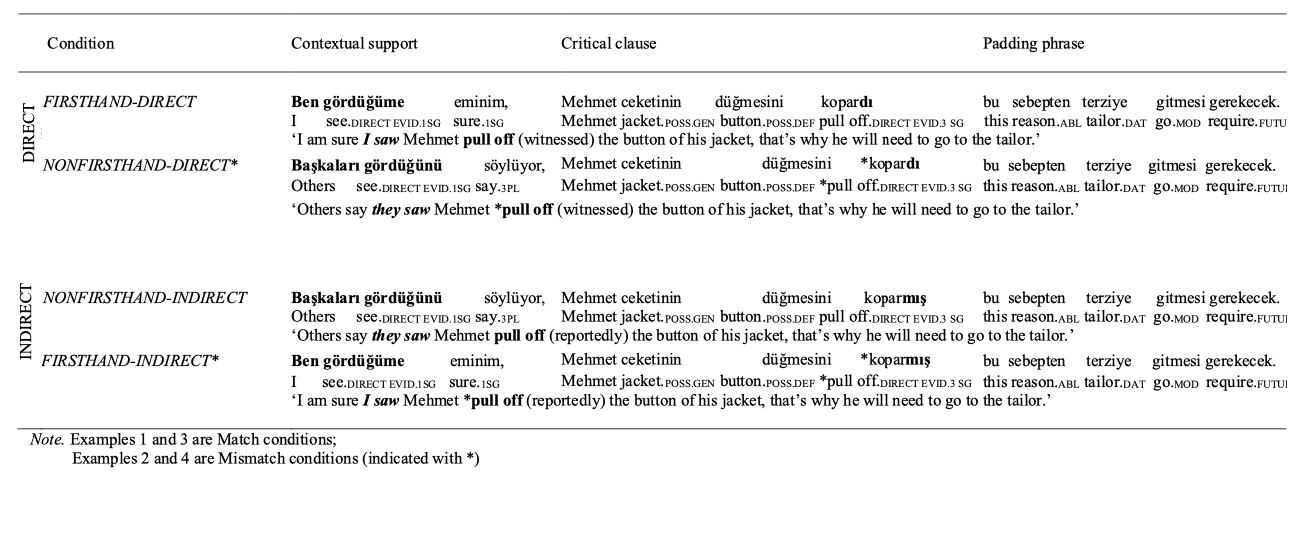 Condition Contextual support Critical clause Padding phrase
DIRECT
FIRSTHAND-DIRECT Ben gördüğüme eminim, Mehmet ceketinin düğmesini kopardı bu sebepten terziye gitmesi gerekecek.
I see.DIRECT EVID.1SG sure.1SG Mehmet jacket.POSS.GEN button.POSS.DEF pull off.DIRECT EVID.3 SG this reason.ABL tailor.DAT go.MOD require.FUTU
‘I am sure I saw Mehmet pull off (witnessed) the button of his jacket, that’s why he will need to go to the tailor.’
NONFIRSTHAND-DIRECT* Başkaları gördüğünü söylüyor, Mehmet ceketinin düğmesini *kopardı bu sebepten terziye gitmesi gerekecek.
Others see.DIRECT EVID.1SG say.3PL Mehmet jacket.POSS.GEN button.POSS.DEF *pull off.DIRECT EVID.3 SG this reason.ABL tailor.DAT go.MOD require.FUTU
‘Others say they saw Mehmet *pull off (witnessed) the button of his jacket, that’s why he will need to go to the tailor.’
INDIRECT
NONFIRSTHAND-INDIRECT Başkaları gördüğünü söylüyor, Mehmet ceketinin düğmesini koparmış bu sebepten terziye gitmesi gerekecek.
Others see.DIRECT EVID.1SG say.3PL Mehmet jacket.POSS.GEN button.POSS.DEF pull off.DIRECT EVID.3 SG this reason.ABL tailor.DAT go.MOD require.FUTU
‘Others say they saw Mehmet pull off (reportedly) the button of his jacket, that’s why he will need to go to the tailor.’
FIRSTHAND-INDIRECT* Ben gördüğüme eminim, Mehmet ceketinin düğmesini *koparmış bu sebepten terziye gitmesi gerekecek.
I see.DIRECT EVID.1SG sure.1SG Mehmet jacket.POSS.GEN button.POSS.DEF *pull off.DIRECT EVID.3 SG this reason.ABL tailor.DAT go.MOD require.FUTU
‘I am sure I saw Mehmet *pull off (reportedly) the button of his jacket, that’s why he will need to go to the tailor.’
Note. Examples 1 and 3 are Match conditions;
Examples 2 and 4 are Mismatch conditions (indicated with *)